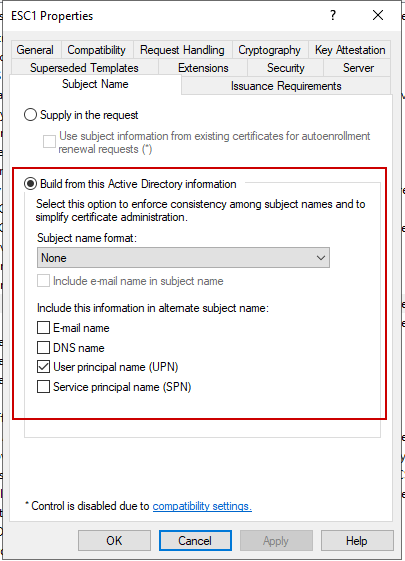 ESC1 Properties
General Compatibility Request Handling Cryptography Key Attestation
Superseded Templates Extensions Security Server
Subject Name Issuance Requirements
Supply in the request
Use subject information from existing certificates for autoenrollment
renewal requests (*)
Build from this Active Directory information
Select this option to enforce consistency among subject names and to
simplify certificate administration.
Subject name format:
None
Include e-mail name in subject name
Include this information in alternate subject name:
E-mail name
DNS name
User principal name (UPN)
Service principal name (SPN)
* Control is disabled due to compatibility settings.
OK Cancel Apply Help